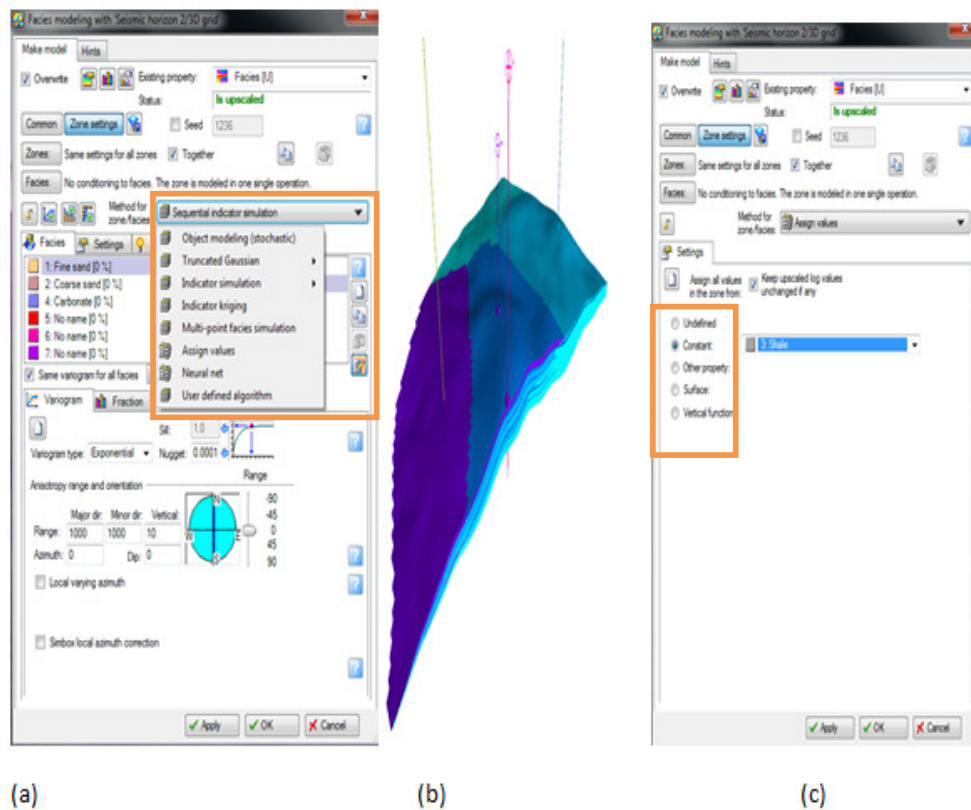 Facies modeling with 'Seismic horizon 2/3D grid'
Make model Hints
Overwrite Existing property: Facies [U]
Status: Is upscaled
Common Zone settings Seed 1236
Zones: Same settings for all zones Together
Facies: No conditioning to facies. The zone is modeled in one single operation.
Method for zone/facies: Sequential indicator simulation
Object modeling (stochastic)
Truncated Gaussian
Indicator simulation
Indicator kriging
Multi-point facies simulation
Assign values
Neural net
User defined algorithm
Facies Settings
1: Fine sand [0 %]
2: Coarse sand [0 %]
4: Carbonate [0 %]
5: No name [0 %]
6: No name [0 %]
7: No name [0 %]
Same variogram for all facies
Variogram Fraction
Sill: 1.0
Variogram type: Exponential Nugget: 0.0001
Range
Anisotropy range and orientation
Major dir: Minor dir: Vertical:
Range: 1000 1000 10
Azimuth: 0 Dip: 0
N
W E
S
-90
-45
0
45
90
Local varying azimuth
Simbox local azimuth correction
Apply OK Cancel
(a)
(b)
Facies modeling with 'Seismic horizon 2/3D grid'
Make model Hints
Overwrite Existing property: Facies [U]
Status: Is upscaled
Common Zone settings Seed 1236
Zones: Same settings for all zones Together
Facies: No conditioning to facies. The zone is modeled in one single operation.
Method for zone/facies: Assign values
Settings
Assign all values in the zone from: Keep upscaled log values unchanged if any
Undefined
Constant: 3: Shale
Other property:
Surface:
Vertical function
Apply OK Cancel
(c)